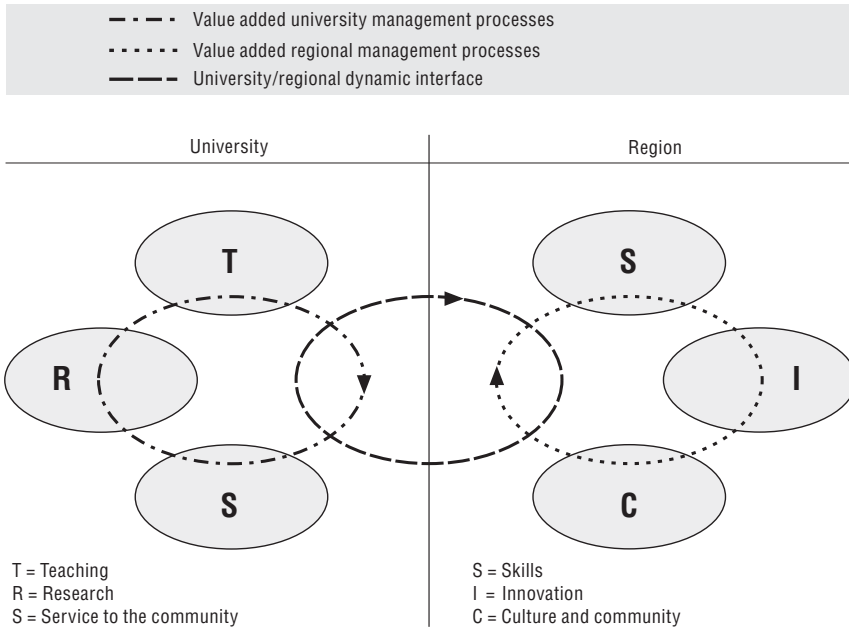 Value added university management processes
Value added regional management processes
University/regional dynamic interface
University
Region
T
S
R
I
S
C
T = Teaching
R = Research
S = Service to the community
S = Skills
I = Innovation
C = Culture and community